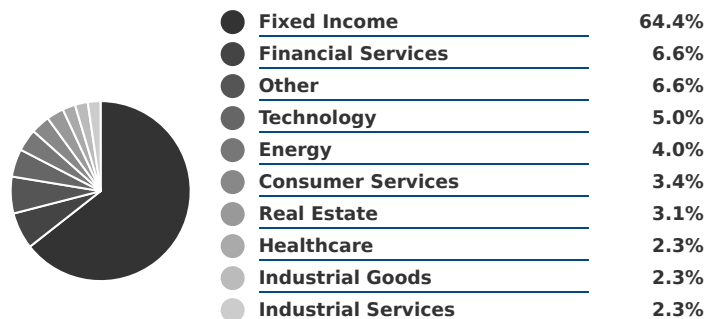 Fixed Income 64.4%
Financial Services 6.6%
Other 6.6%
Technology 5.0%
Energy 4.0%
Consumer Services 3.4%
Real Estate 3.1%
Healthcare 2.3%
Industrial Goods 2.3%
Industrial Services 2.3%